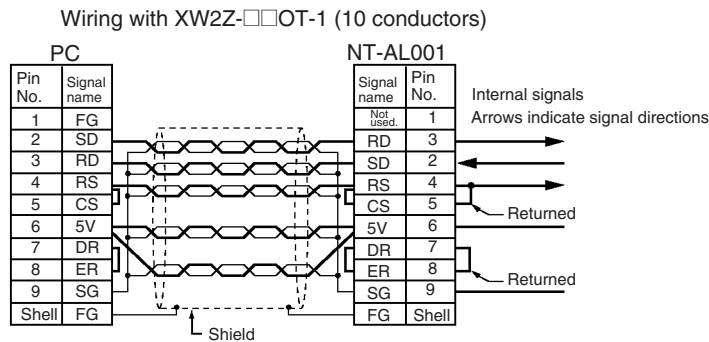 Wiring with XW2Z-□□OT-1 (10 conductors)
PC
NT-AL001
Pin No. Signal name
1 FG
2 SD
3 RD
4 RS
5 CS
6 5V
7 DR
8 ER
9 SG
Shell FG
Signal name Pin No.
Not used. 1
RD 3
SD 2
RS 4
CS 5
5V 6
DR 7
ER 8
SG 9
FG Shell
Internal signals
Arrows indicate signal directions
Returned
Returned
Shield